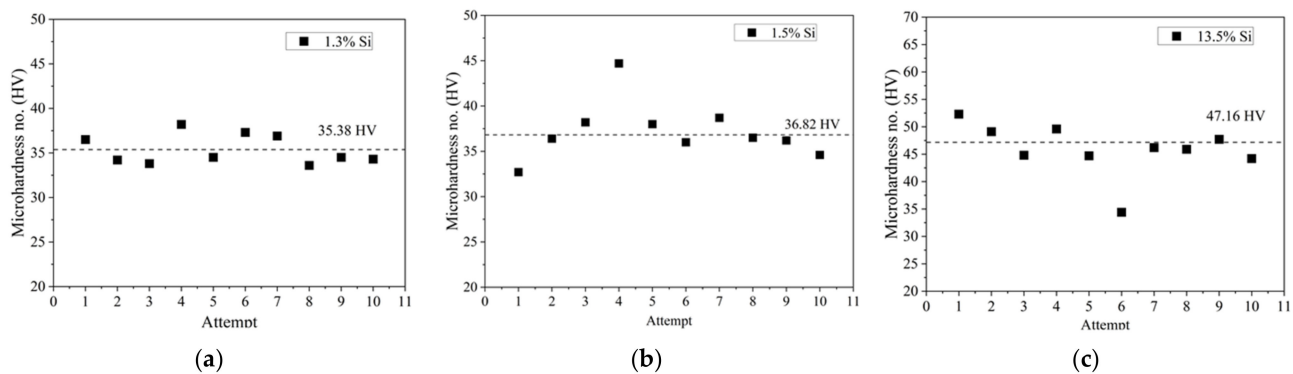 50
45
40
35
30
25
20
Microhardness no. (HV)
1.3% Si
35.38 HV
0 1 2 3 4 5 6 7 8 9 10 11
Attempt
(a)
50
45
40
35
30
25
20
Microhardness no. (HV)
1.5% Si
36.82 HV
0 1 2 3 4 5 6 7 8 9 10 11
Attempt
(b)
70
65
60
55
50
45
40
35
30
25
20
Microhardness no. (HV)
13.5% Si
47.16 HV
0 1 2 3 4 5 6 7 8 9 10 11
Attempt
(c)